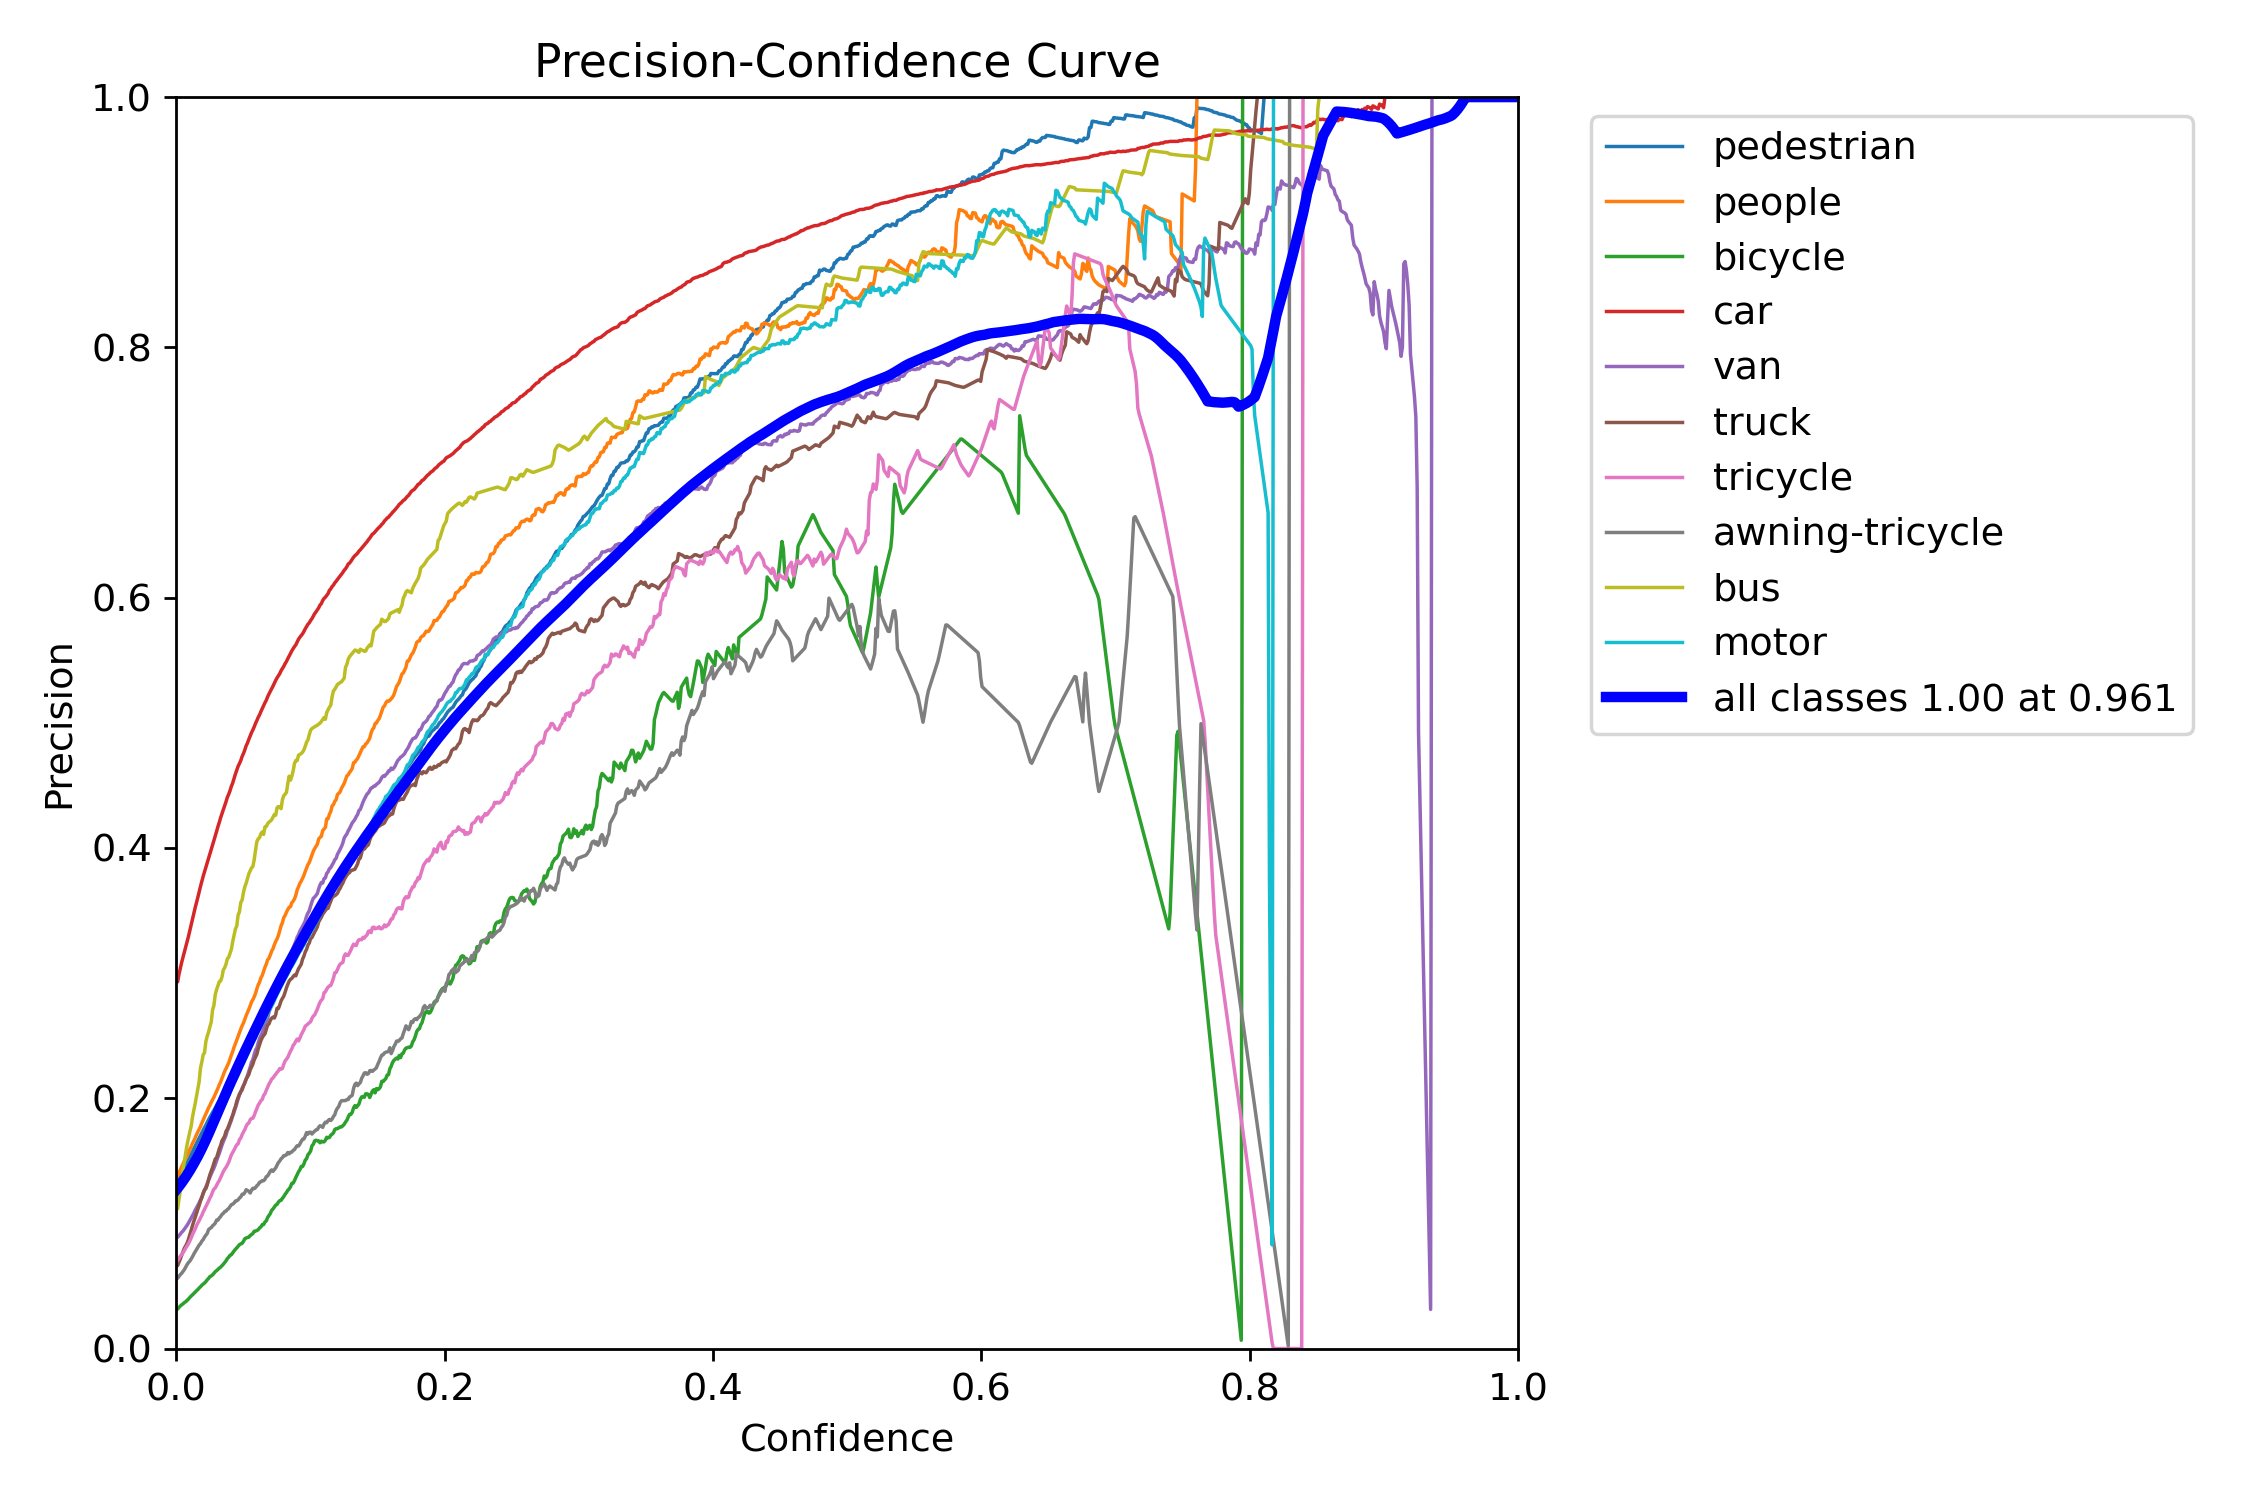 Precision-Confidence Curve
1.0
0.8
0.6
0.4
0.2
0.0
Precision
0.0 0.2 0.4 0.6 0.8 1.0
Confidence
pedestrian
people
bicycle
car
van
truck
tricycle
awning-tricycle
bus
motor
all classes 1.00 at 0.961